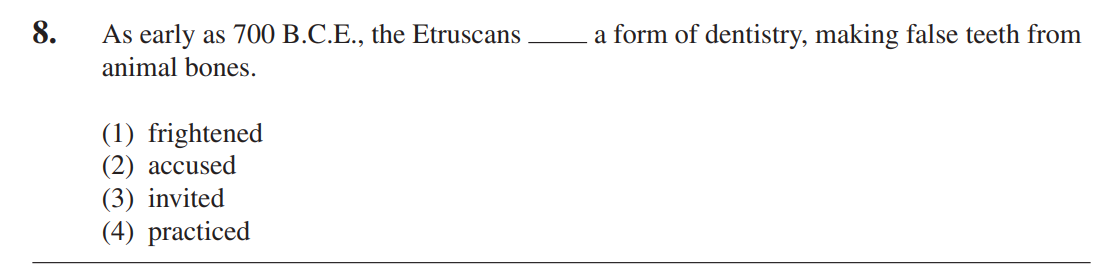 8. As early as 700 B.C.E., the Etruscans ____ a form of dentistry, making false teeth from
animal bones.
(1) frightened
(2) accused
(3) invited
(4) practiced